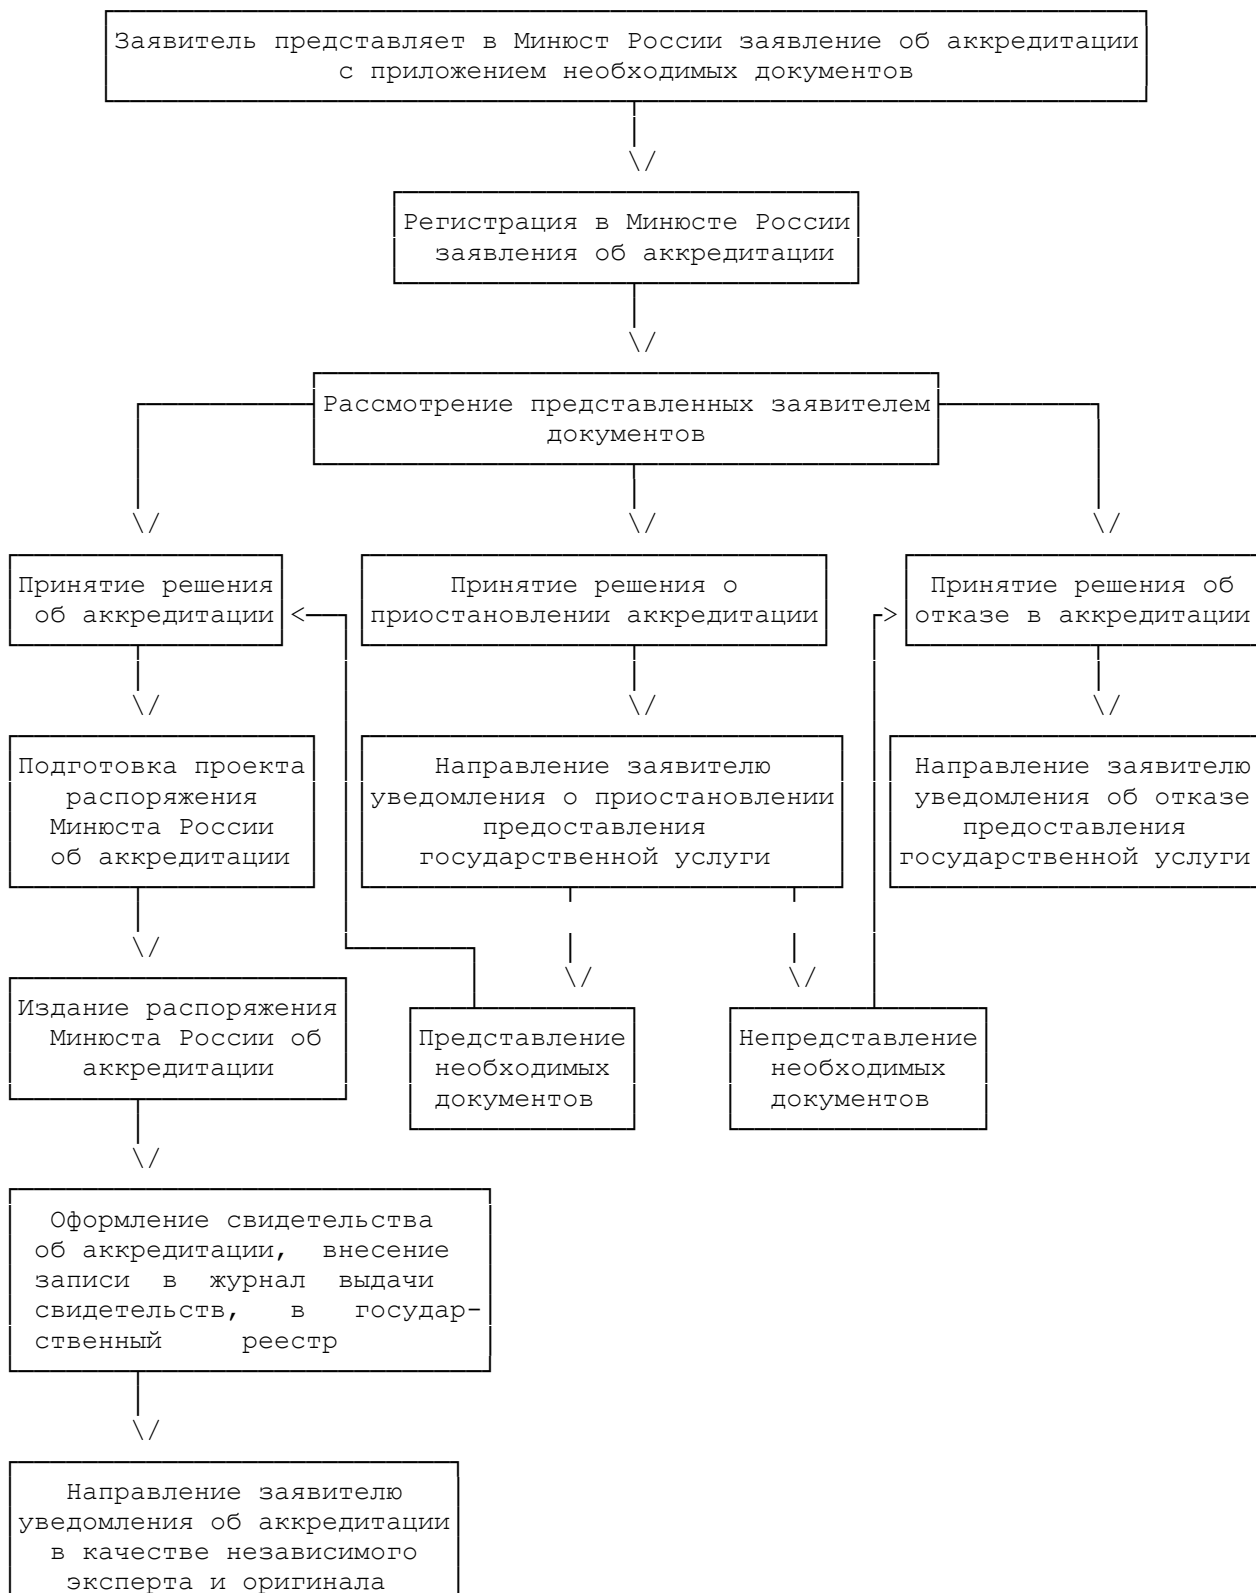 Заявитель представляет в Минюст России заявление об аккредитации
с приложением необходимых документов
Регистрация в Минюсте России
заявления об аккредитации
Рассмотрение представленных заявителем
документов
Принятие решения
об аккредитации
Принятие решения о
приостановлении аккредитации
Принятие решения об
отказе в аккредитации
Подготовка проекта
распоряжения
Минюста России
об аккредитации
Направление заявителю
уведомления о приостановлении
предоставления
государственной услуги
Направление заявителю
уведомления об отказе
предоставления
государственной услуги
Издание распоряжения
Минюста России об
аккредитации
Представление
необходимых
документов
Непредставление
необходимых
документов
Оформление свидетельства
об аккредитации, внесение
записи в журнал выдачи
свидетельств, в государ-
ственный реестр
Направление заявителю
уведомления об аккредитации
в качестве независимого
эксперта и оригинала